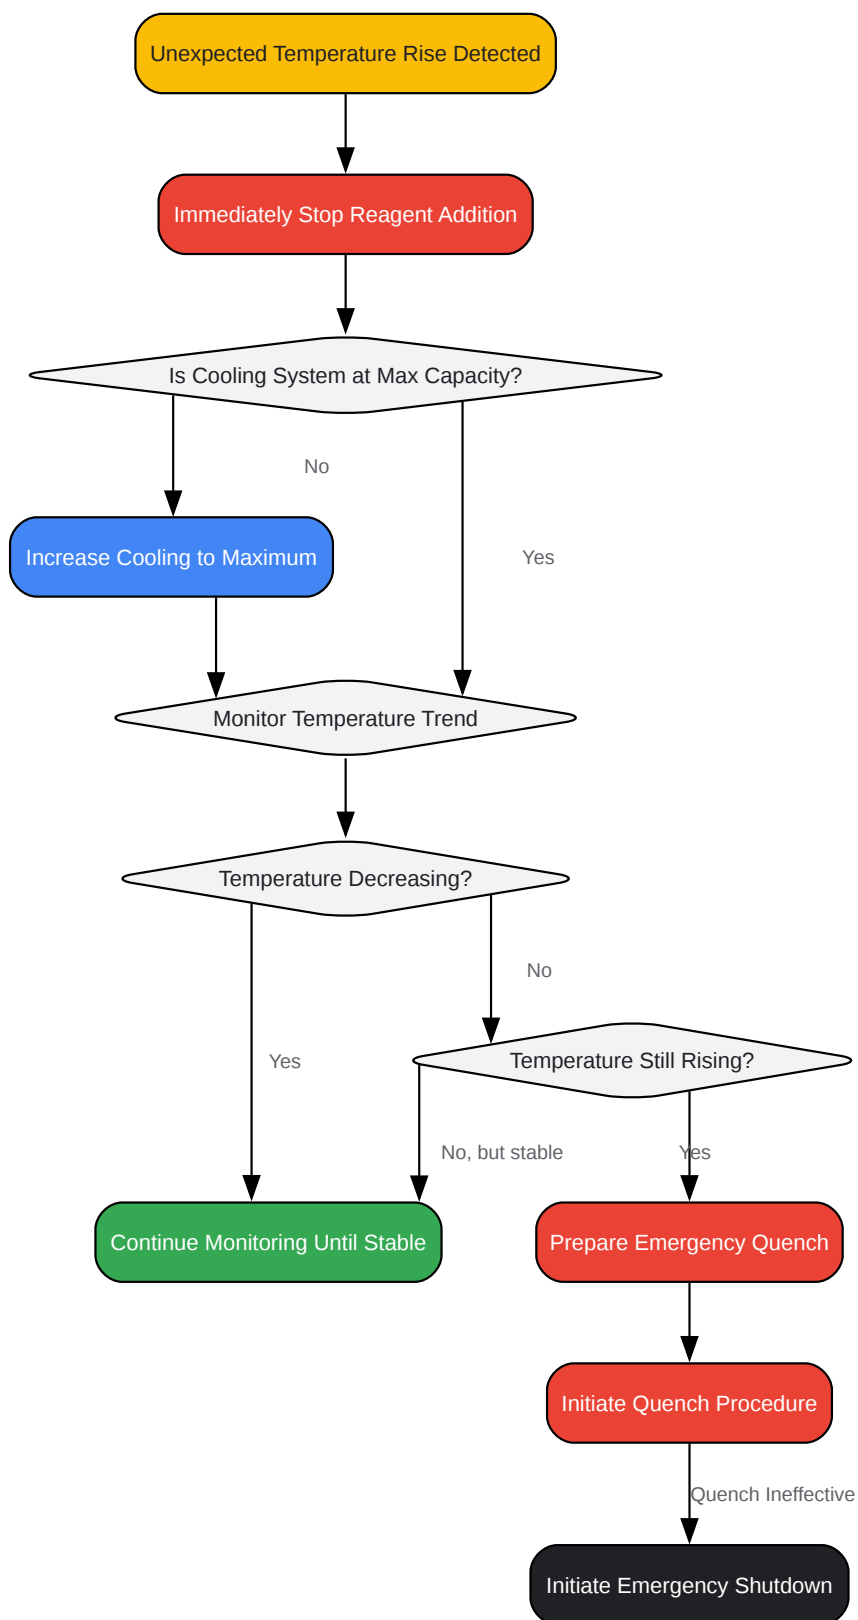 Unexpected Temperature Rise Detected
Immediately Stop Reagent Addition
Is Cooling System at Max Capacity?
No
Increase Cooling to Maximum
Yes
Monitor Temperature Trend
Temperature Decreasing?
No
Temperature Still Rising?
Yes
No, but stable
Yes
Continue Monitoring Until Stable
Prepare Emergency Quench
Initiate Quench Procedure
Quench Ineffective
Initiate Emergency Shutdown